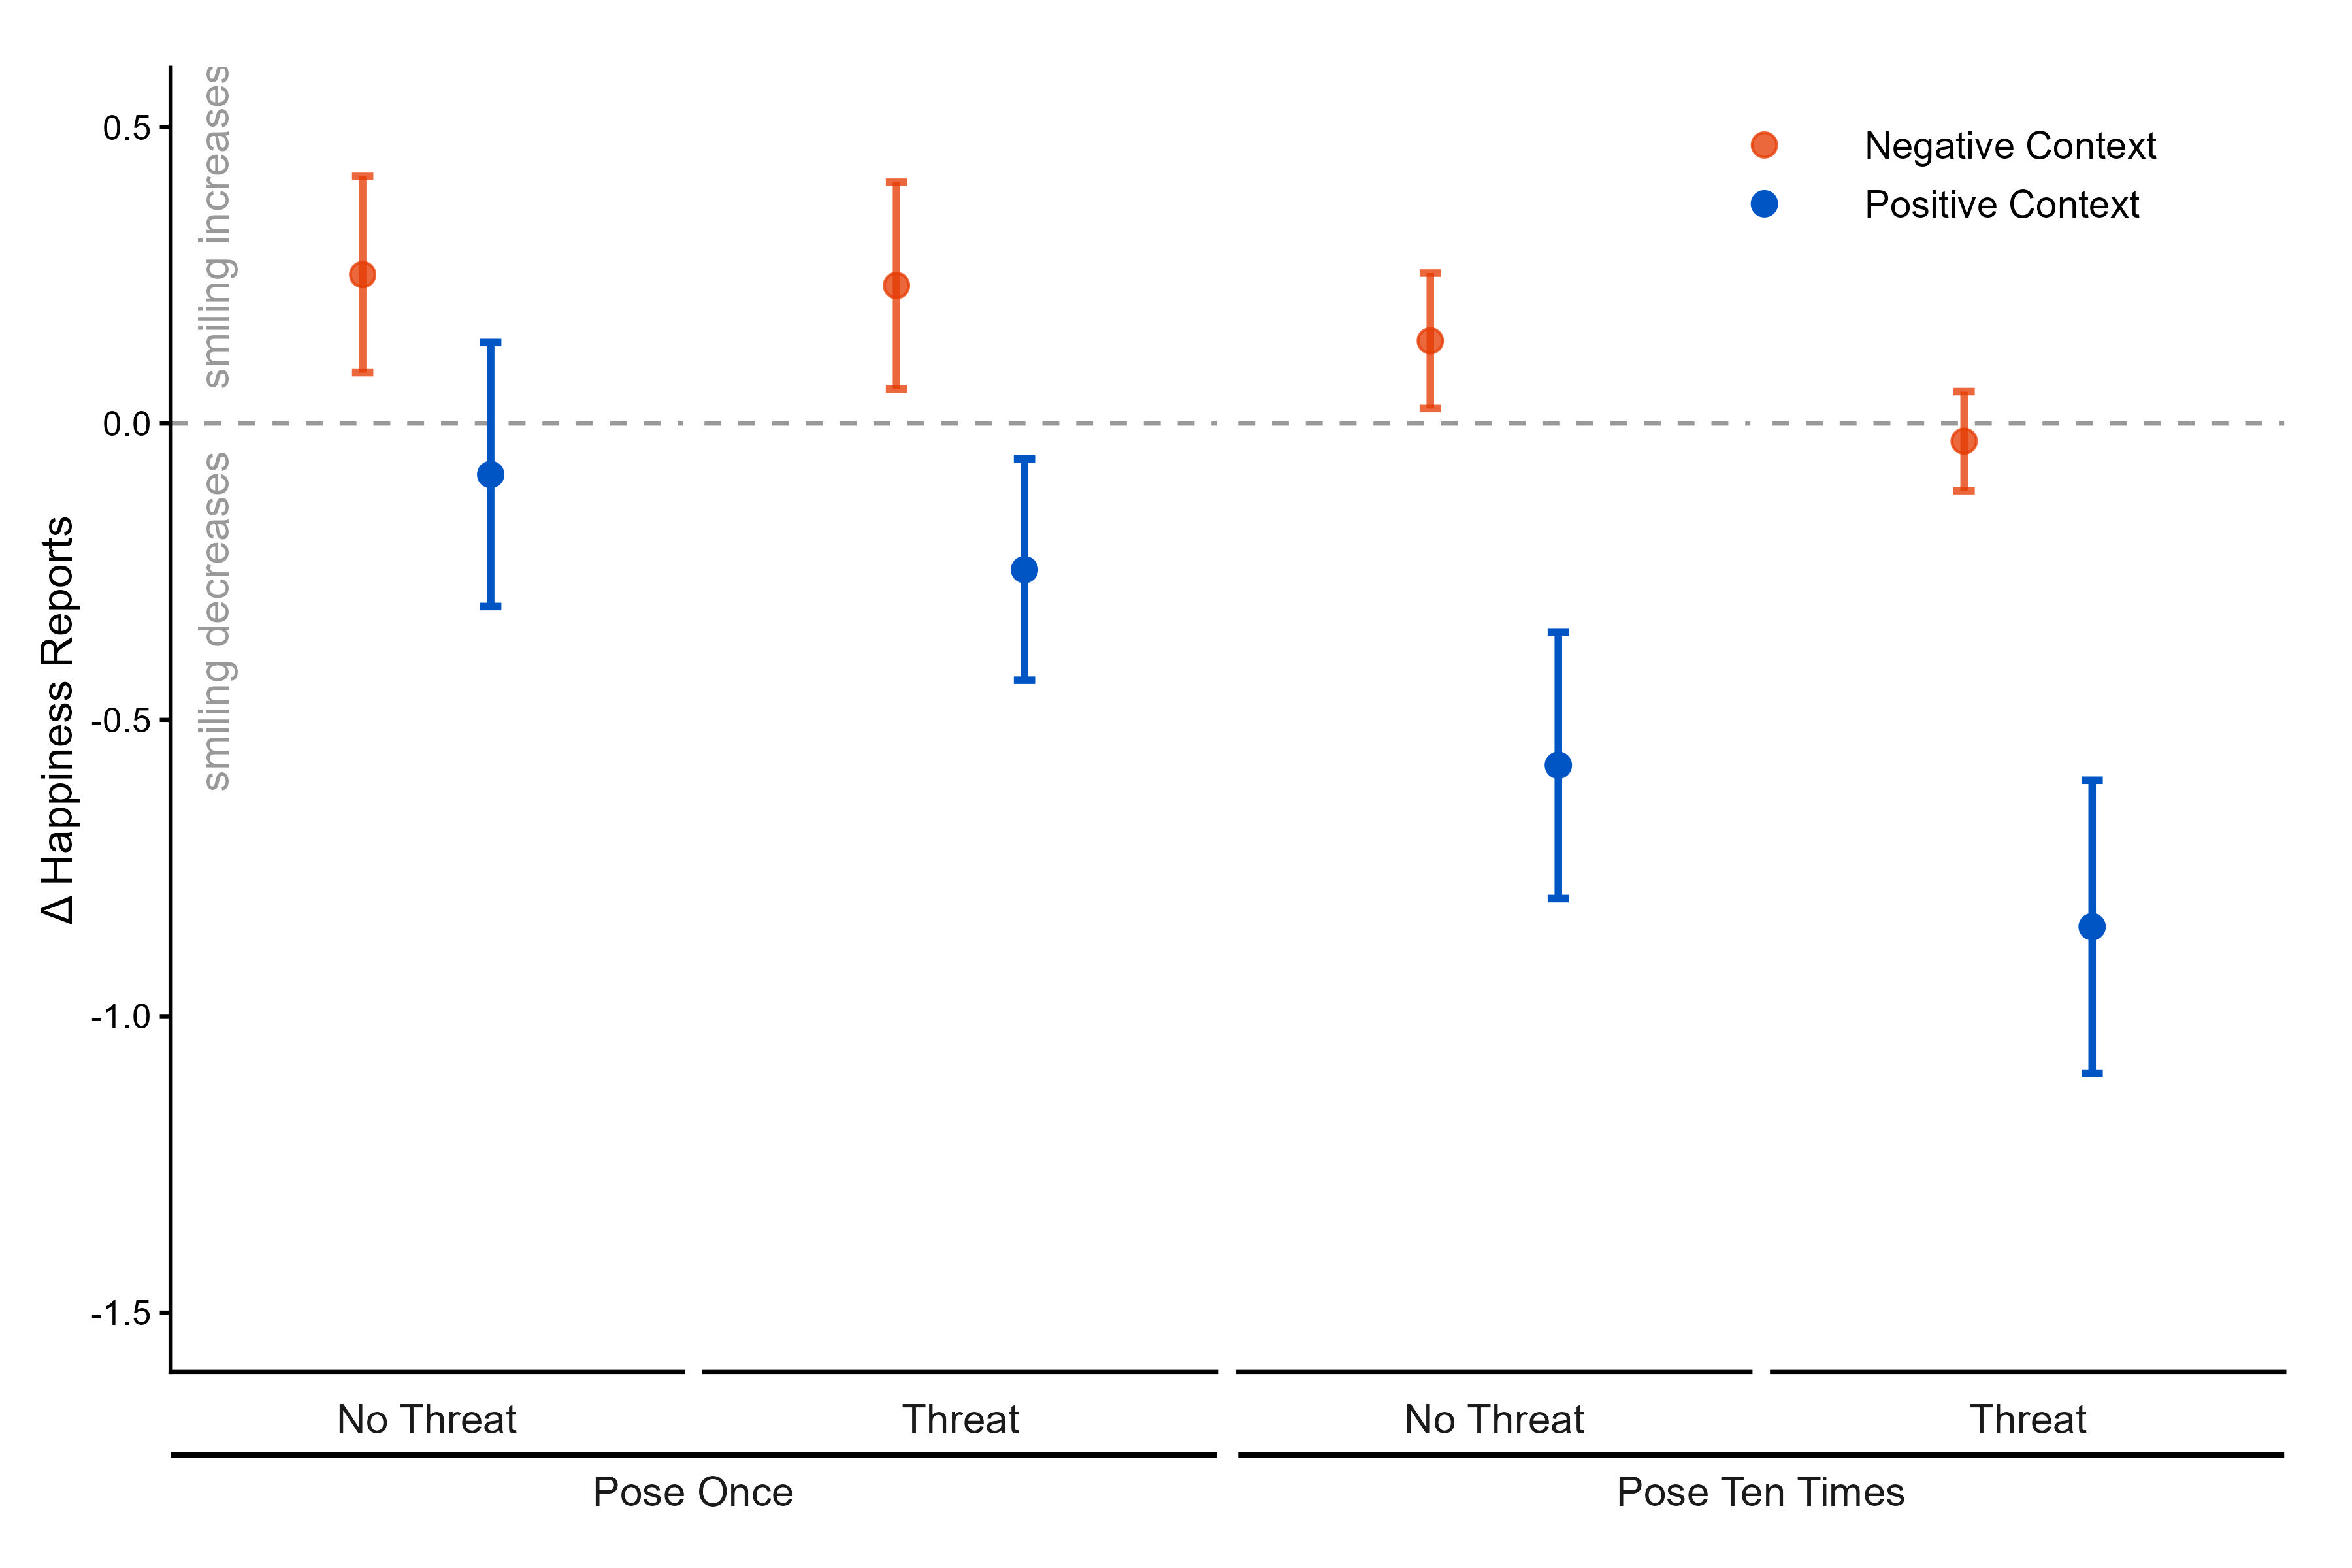 Δ Happiness Reports
0.5
0.0
-0.5
-1.0
-1.5
smiling increases
smiling decreases
Negative Context
Positive Context
No Threat
Threat
No Threat
Threat
Pose Once
Pose Ten Times